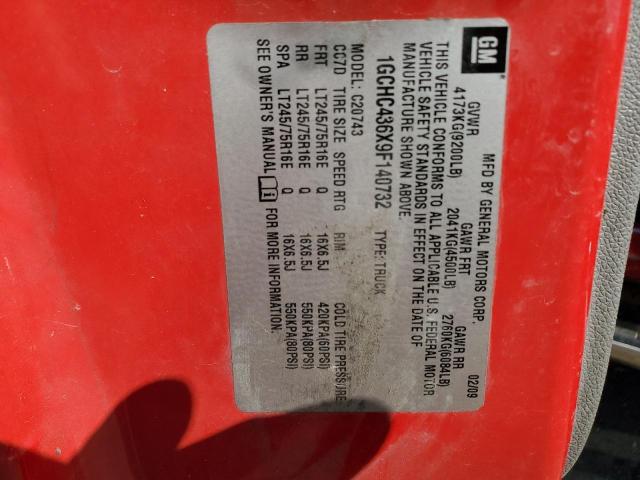 GM
MFD BY GENERAL MOTORS CORP. 02/09
GVWR GAWR FRT GAWR RR
4173KG(9200LB) 2041KG(4500LB) 2760KG(6084LB)
THIS VEHICLE CONFORMS TO ALL APPLICABLE U.S. FEDERAL MOTOR
VEHICLE SAFETY STANDARDS IN EFFECT ON THE DATE OF
MANUFACTURE SHOWN ABOVE.
1GCHC436X9F140732 TYPE: TRUCK
MODEL: C20743
CC7D TIRE SIZE SPEED RTG RIM COLD TIRE PRESSURE
FRT LT245/75R16E Q 16X6.5J 420KPA(60PSI)
RR LT245/75R16E Q 16X6.5J 550KPA(80PSI)
SPA LT245/75R16E Q 16X6.5J 550KPA(80PSI)
SEE OWNER'S MANUAL i FOR MORE INFORMATION.